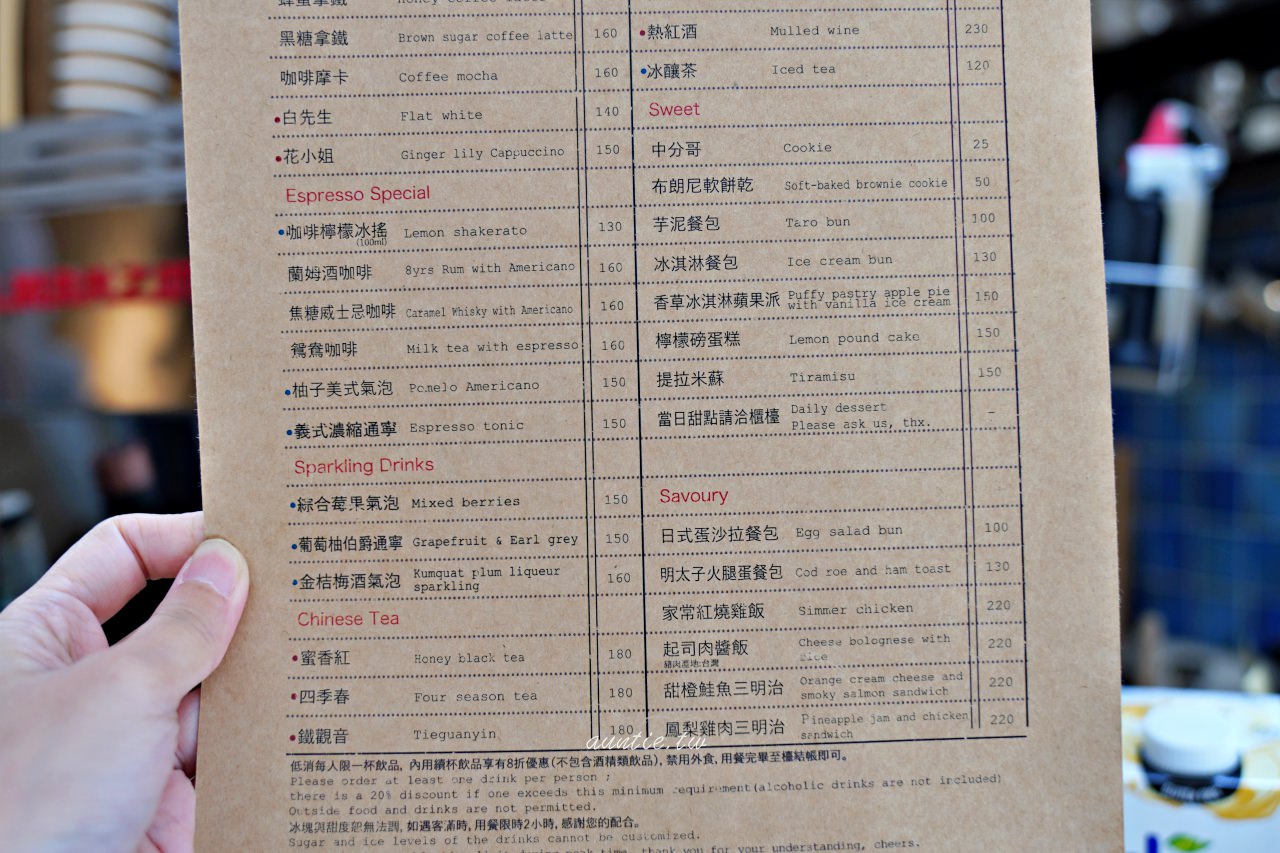 蜂蜜拿鐵 Honey coffee latte
黑糖拿鐵 Brown sugar coffee latte 160
咖啡摩卡 Coffee mocha 160
•白先生 Flat white 140
•花小姐 Ginger lily Cappuccino 150
Espresso Special
•咖啡檸檬冰搖 Lemon shakerato 130
(100ml)
蘭姆酒咖啡 8yrs Rum with Americano 160
焦糖威士忌咖啡 Caramel Whisky with Americano 160
鴛鴦咖啡 Milk tea with espresso 160
•柚子美式氣泡 Pomelo Americano 150
•義式濃縮通寧 Espresso tonic 150
Sparkling Drinks
•綜合莓果氣泡 Mixed berries 150
•葡萄柚伯爵通寧 Grapefruit & Earl grey 150
•金桔梅酒氣泡 Kumquat plum liqueur sparkling 160
Chinese Tea
•蜜香紅 Honey black tea 180
•四季春 Four season tea 180
•鐵觀音 Tieguanyin 180
•熱紅酒 Mulled wine 230
•冰釀茶 Iced tea 120
Sweet
中分哥 Cookie 25
布朗尼軟餅乾 Soft-baked brownie cookie 50
芋泥餐包 Taro bun 100
冰淇淋餐包 Ice cream bun 130
香草冰淇淋蘋果派 Puffy pastry apple pie with vanilla ice cream 150
檸檬磅蛋糕 Lemon pound cake 150
提拉米蘇 Tiramisu 150
當日甜點請洽櫃檯 Daily dessert Please ask us, thx. –
Savoury
日式蛋沙拉餐包 Egg salad bun 100
明太子火腿蛋餐包 Cod roe and ham toast 130
家常紅燒雞飯 Simmer chicken 220
起司肉醬飯 Cheese bolognese with rice 220
豬肉產地:台灣
甜橙鮭魚三明治 Orange cream cheese and smoky salmon sandwich 220
鳳梨雞肉三明治 Pineapple jam and chicken sandwich 220
auntie.tw
低消每人限一杯飲品, 內用續杯飲品享有8折優惠(不包含酒精類飲品), 禁用外食, 用餐完畢至檯結帳即可。
Please order at least one drink per person ;
there is a 20% discount if one exceeds this minimum requirement(alcoholic drinks are not included)
Outside food and drinks are not permitted.
冰塊與甜度恕無法調, 如遇客滿時, 用餐限時2小時, 感謝您的配合。
Sugar and ice levels of the drinks cannot be customized.
during peak time, thank you for your understanding, cheers.